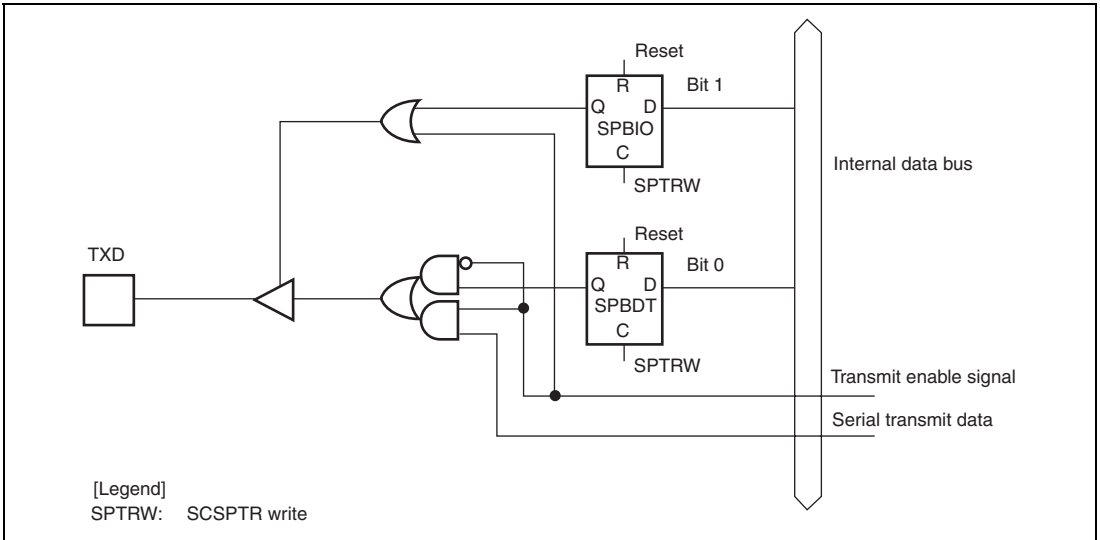 Reset
R
Bit 1
Q D
SPBIO
C
SPTRW
Internal data bus
Reset
R
Bit 0
Q D
SPBDT
C
SPTRW
TXD
Transmit enable signal
Serial transmit data
[Legend]
SPTRW: SCSPTR write